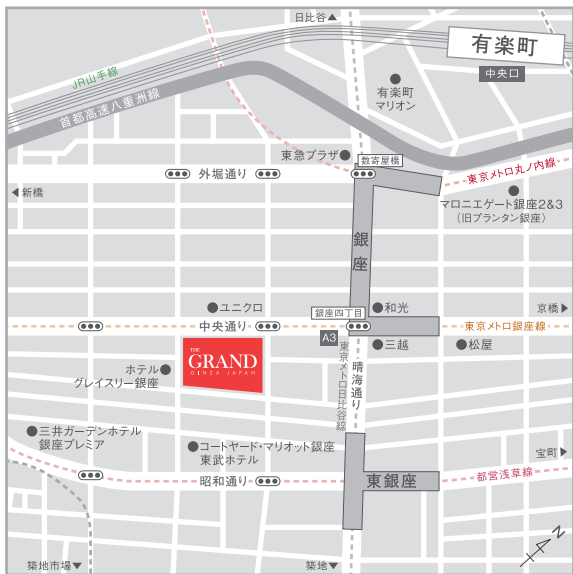 日比谷▲
有楽町
中央口
JR山手線
首都高速八重洲線
有楽町
マリオン
東急プラザ
数寄屋橋
外堀通り
東京メトロ丸ノ内線
◀新橋
マロニエゲート銀座2&3
(旧プランタン銀座)
銀座
ユニクロ
銀座四丁目
和光
京橋▶
中央通り
東京メトロ銀座線
A3
三越
松屋
THE
GRAND
GINZA JAPAN
ホテル
グレイスリー銀座
東京メトロ日比谷線
晴海通り
三井ガーデンホテル
銀座プレミア
コートヤード・マリオット銀座
東武ホテル
宝町▶
昭和通り
東銀座
都営浅草線
N
築地市場▼
築地▼